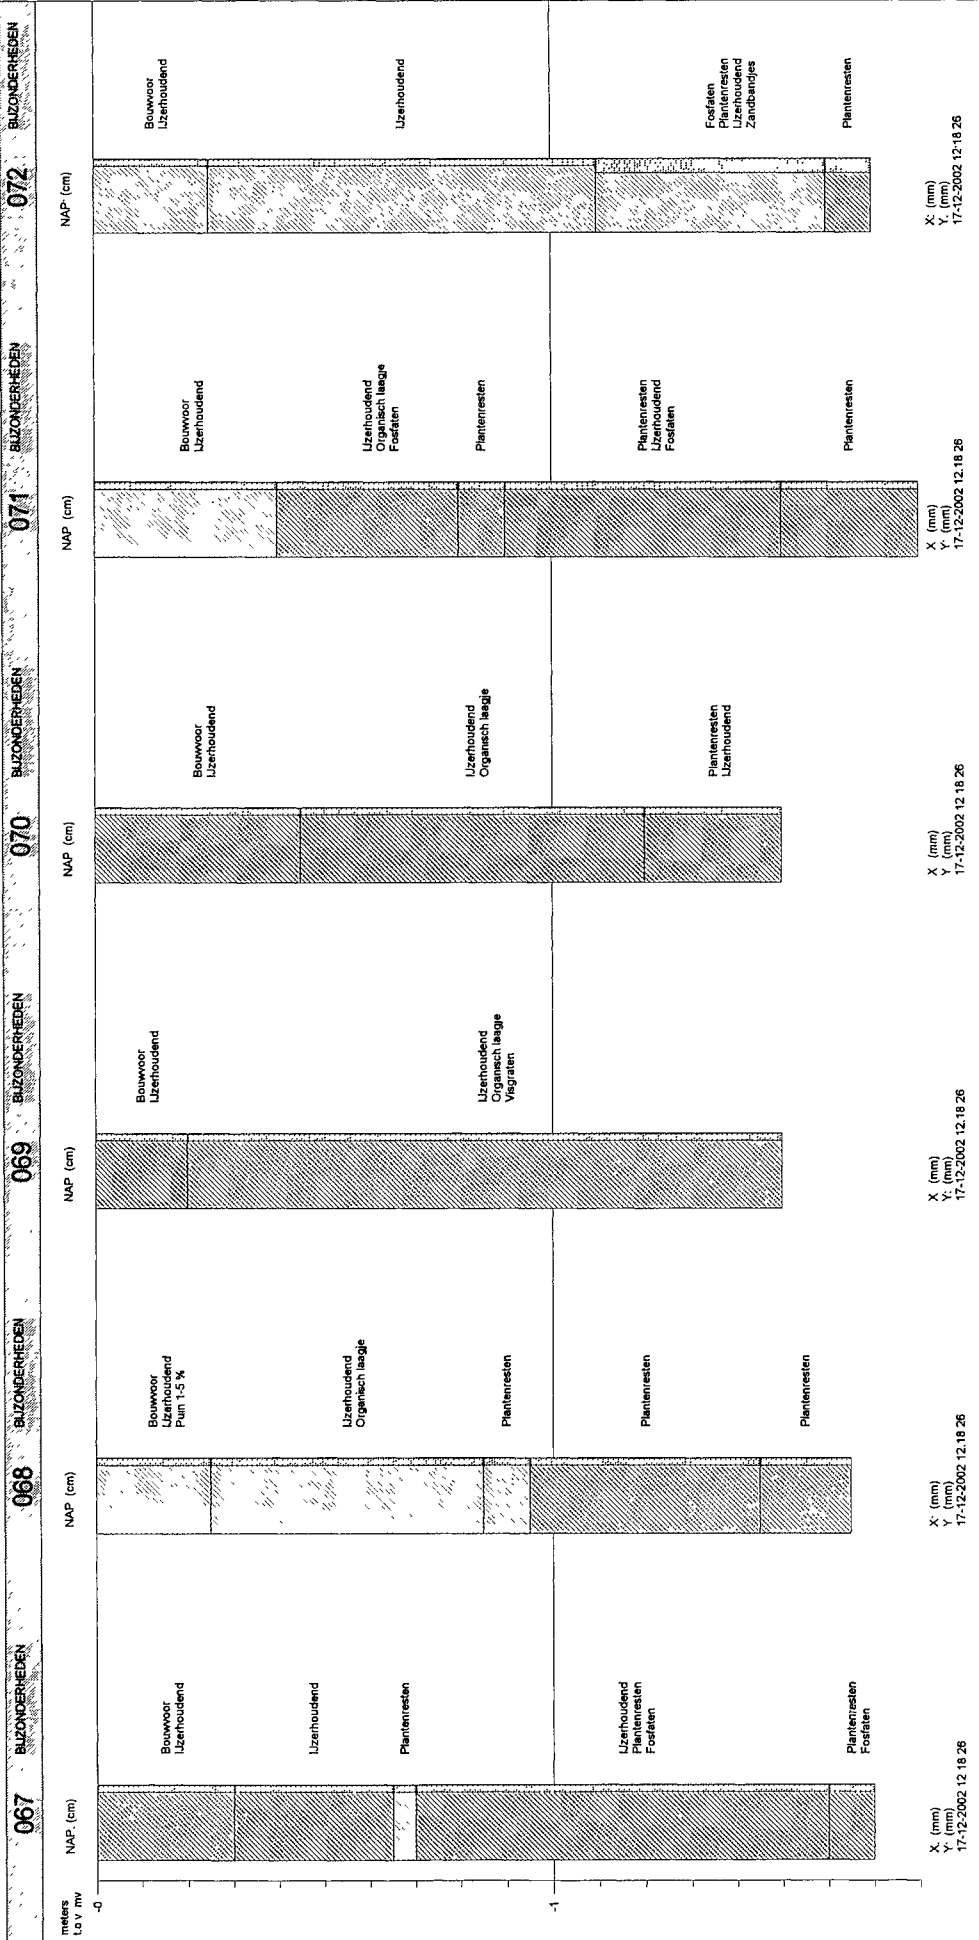 067 BIJZONDERHEDEN
068 BIJZONDERHEDEN
069 BIJZONDERHEDEN
070 BIJZONDERHEDEN
071 BIJZONDERHEDEN
072 BIJZONDERHEDEN
meters
t.o.v. mv
-0
-1
NAP. (cm)
Bouwvoor
IJzerhoudend
IJzerhoudend
Plantenresten
IJzerhoudend
Plantenresten
Fosfaten
Plantenresten
Fosfaten
X. (mm)
Y. (mm)
17-12-2002 12 18 26
NAP (cm)
Bouwvoor
IJzerhoudend
Puin 1-5 %
IJzerhoudend
Organisch laagje
Plantenresten
Plantenresten
Plantenresten
X. (mm)
Y (mm)
17-12-2002 12.18 26
NAP (cm)
Bouwvoor
IJzerhoudend
IJzerhoudend
Organisch laagje
Visgraten
X (mm)
Y: (mm)
17-12-2002 12.18 26
NAP (cm)
Bouwvoor
IJzerhoudend
IJzerhoudend
Organisch laagje
Plantenresten
IJzerhoudend
X (mm)
Y (mm)
17-12-2002 12 18 26
NAP (cm)
Bouwvoor
IJzerhoudend
IJzerhoudend
Organisch laagje
Fosfaten
Plantenresten
Plantenresten
IJzerhoudend
Fosfaten
Plantenresten
X (mm)
Y. (mm)
17-12-2002 12.18 26
NAP. (cm)
Bouwvoor
IJzerhoudend
IJzerhoudend
Fosfaten
Plantenresten
IJzerhoudend
Zandbandjes
Plantenresten
X: (mm)
Y. (mm)
17-12-2002 12:18 26